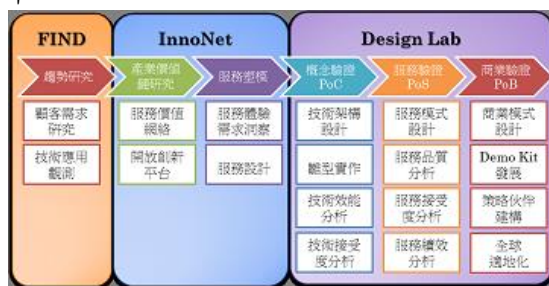 FIND
InnoNet
Design Lab
趨勢研究
產業價值
鏈研究
服務塑模
概念驗證
PoC
服務驗證
PoS
商業驗證
PoB
顧客需求
研究
服務價值
網絡
服務體驗
需求洞察
技術架構
設計
服務模式
設計
商業模式
設計
技術應用
觀測
開放創新
平台
服務設計
雛型實作
服務品質
分析
Demo Kit
發展
技術效能
分析
服務接受
度分析
策略伙伴
建構
技術接受
度分析
服務績效
分析
全球
適地化